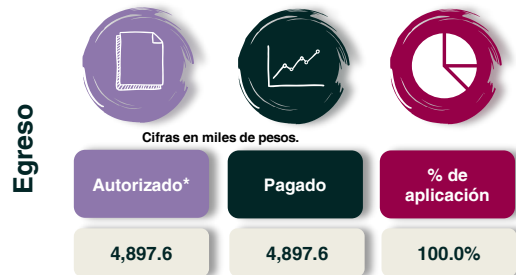 Egreso
Cifras en miles de pesos.
Autorizado*
Pagado
% de
aplicación
4,897.6
4,897.6
100.0%